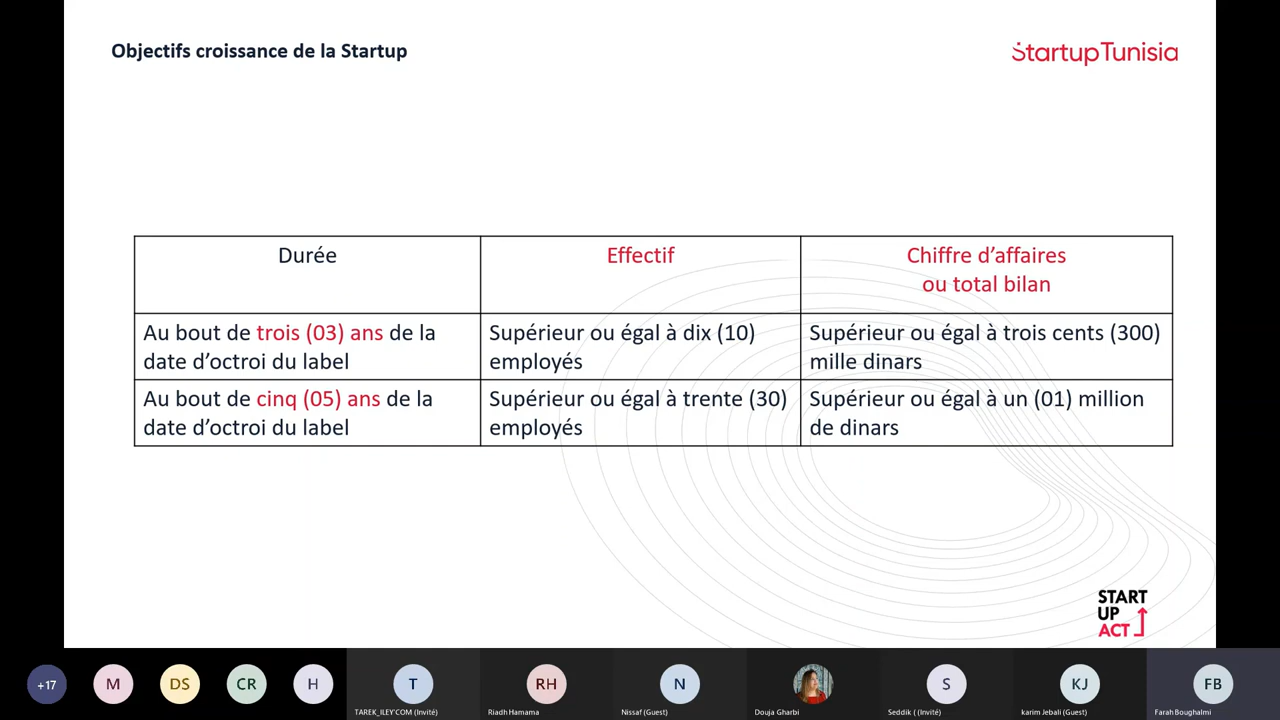 Objectifs croissance de la Startup
StartupTunisia
Durée
Effectif
Chiffre d’affaires
ou total bilan
Au bout de trois (03) ans de la
date d’octroi du label
Supérieur ou égal à dix (10)
employés
Supérieur ou égal à trois cents (300)
mille dinars
Au bout de cinq (05) ans de la
date d’octroi du label
Supérieur ou égal à trente (30)
employés
Supérieur ou égal à un (01) million
de dinars
START
UP
ACT
+17
M
DS
CR
H
T
TAREK_ILEY'COM (Invité)
RH
Riadh Hamama
N
Nissaf (Guest)
Douja Gharbi
S
Seddik ( (Invité)
KJ
karim Jebali (Guest)
FB
Farah Boughalmi